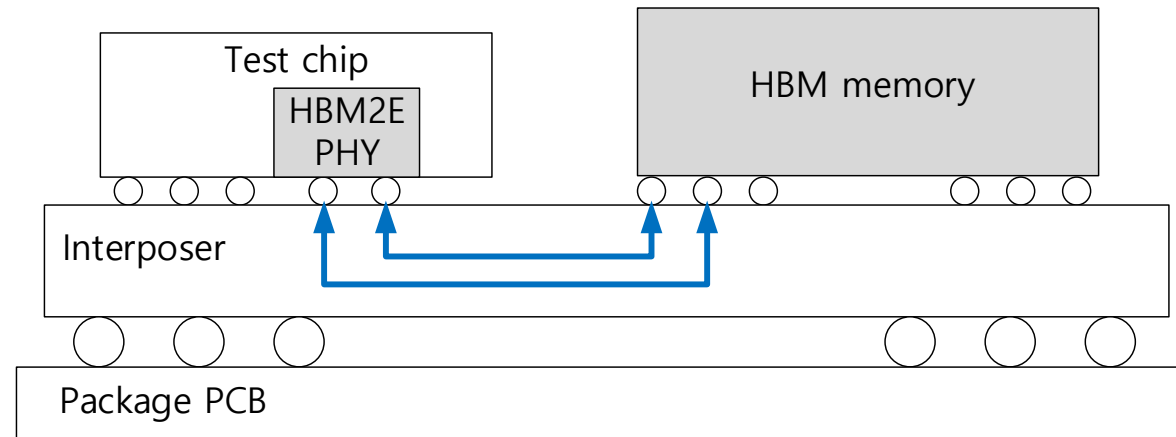 Test chip
HBM2E
PHY
HBM memory
Interposer
Package PCB